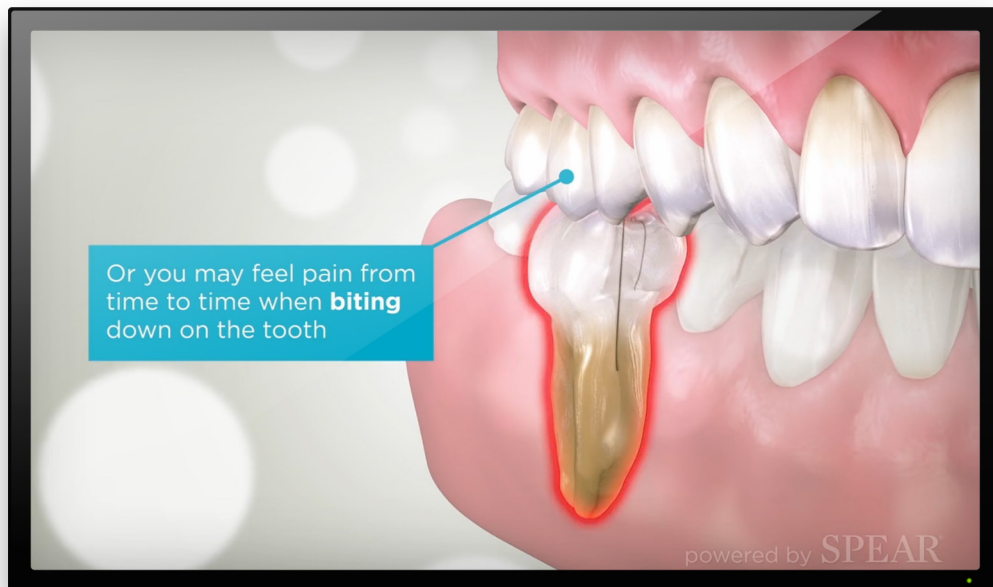 Or you may feel pain from
time to time when biting
down on the tooth
powered by SPEAR